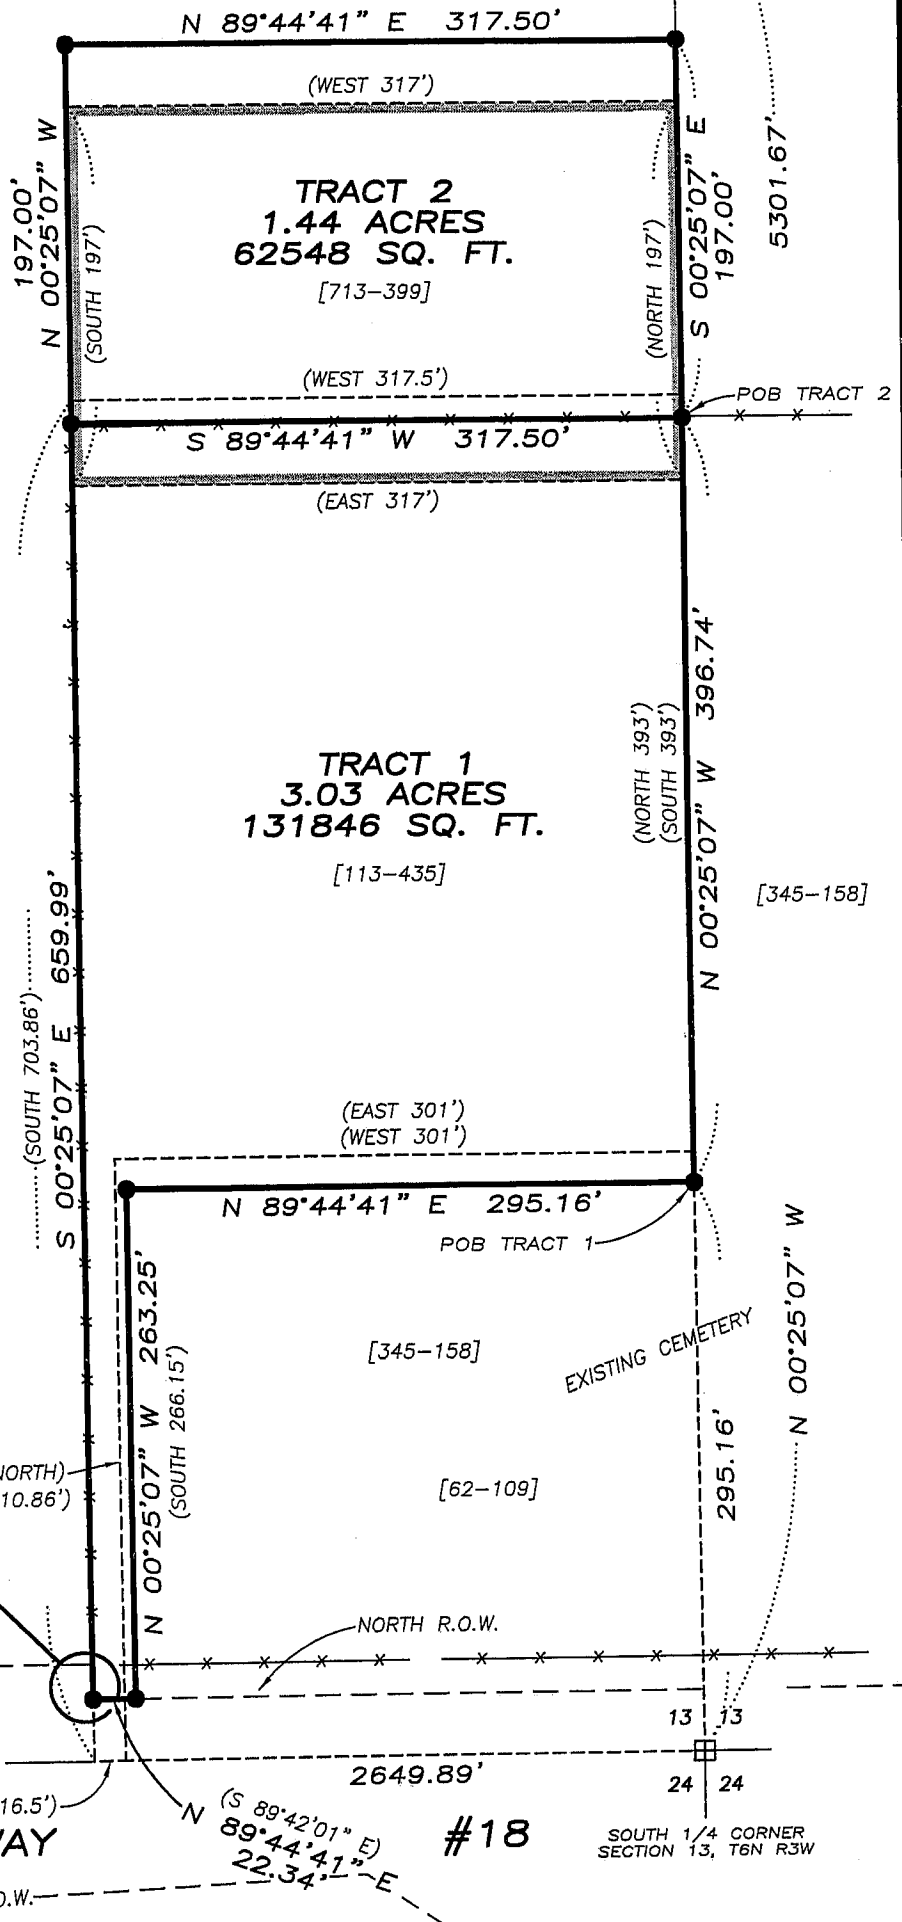 N 89°44'41" E 317.50'
(WEST 317')
N 00°25'07" W
197.00'
(SOUTH 197')
TRACT 2
1.44 ACRES
62548 SQ. FT.
[713-399]
(NORTH 197')
S 00°25'07" E
197.00'
5301.67'
(WEST 317.5')
POB TRACT 2
S 89°44'41" W 317.50'
(EAST 317')
N 00°25'07" W 396.74'
(NORTH 393')
(SOUTH 393')
TRACT 1
3.03 ACRES
131846 SQ. FT.
[113-435]
[345-158]
S 00°25'07" E 659.99'
(SOUTH 703.86')
(EAST 301')
(WEST 301')
N 89°44'41" E 295.16'
POB TRACT 1
N 00°25'07" W 263.25'
(SOUTH 266.15')
[345-158]
EXISTING CEMETERY
N 00°25'07" W
295.16'
[62-109]
NORTH)
10.86')
NORTH R.O.W.
13 13
24 24
2649.89'
16.5')
(S 89°42'01" E)
N 89°44'41" E
22.34'
WAY
#18
SOUTH 1/4 CORNER
SECTION 13, T6N R3W
O.W.